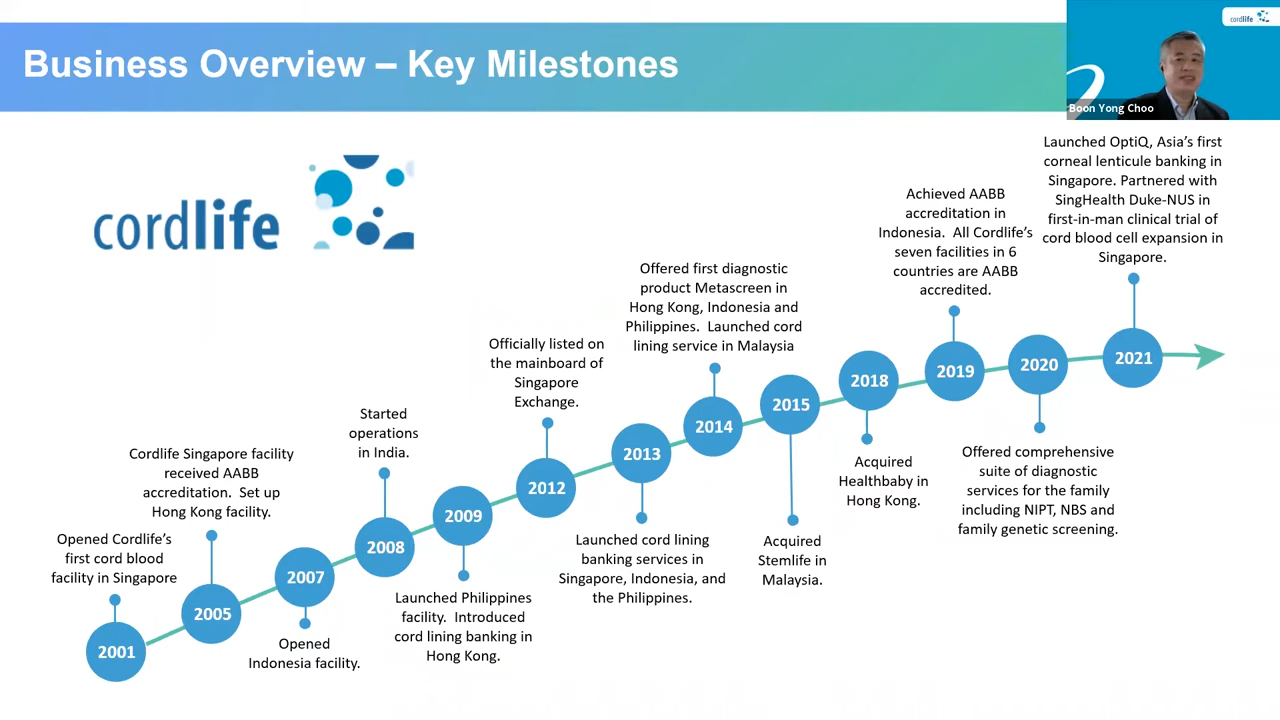 Business Overview – Key Milestones
cordlife
Boon Yong Choo
cordlife
Opened Cordlife's
first cord blood
facility in Singapore
2001
Cordlife Singapore facility
received AABB
accreditation. Set up
Hong Kong facility.
2005
2007
Opened
Indonesia facility.
Started
operations
in India.
2008
2009
Launched Philippines
facility. Introduced
cord lining banking in
Hong Kong.
Officially listed on
the mainboard of
Singapore
Exchange.
2012
2013
Launched cord lining
banking services in
Singapore, Indonesia, and
the Philippines.
Offered first diagnostic
product Metascreen in
Hong Kong, Indonesia and
Philippines. Launched cord
lining service in Malaysia
2014
2015
Acquired
Stemlife in
Malaysia.
2018
Acquired
Healthbaby in
Hong Kong.
Achieved AABB
accreditation in
Indonesia. All Cordlife's
seven facilities in 6
countries are AABB
accredited.
2019
2020
Offered comprehensive
suite of diagnostic
services for the family
including NIPT, NBS and
family genetic screening.
Launched OptiQ, Asia's first
corneal lenticule banking in
Singapore. Partnered with
SingHealth Duke-NUS in
first-in-man clinical trial of
cord blood cell expansion in
Singapore.
2021